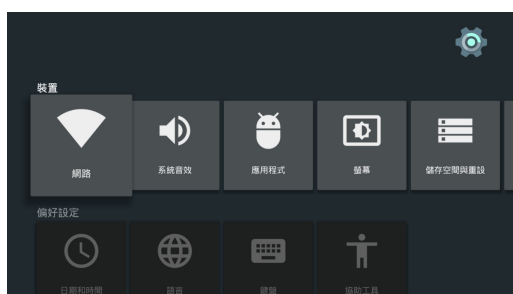 裝置
網路
系統音效
應用程式
螢幕
儲存空間與重設
偏好設定
日期和時間
語言
鍵盤
協助工具